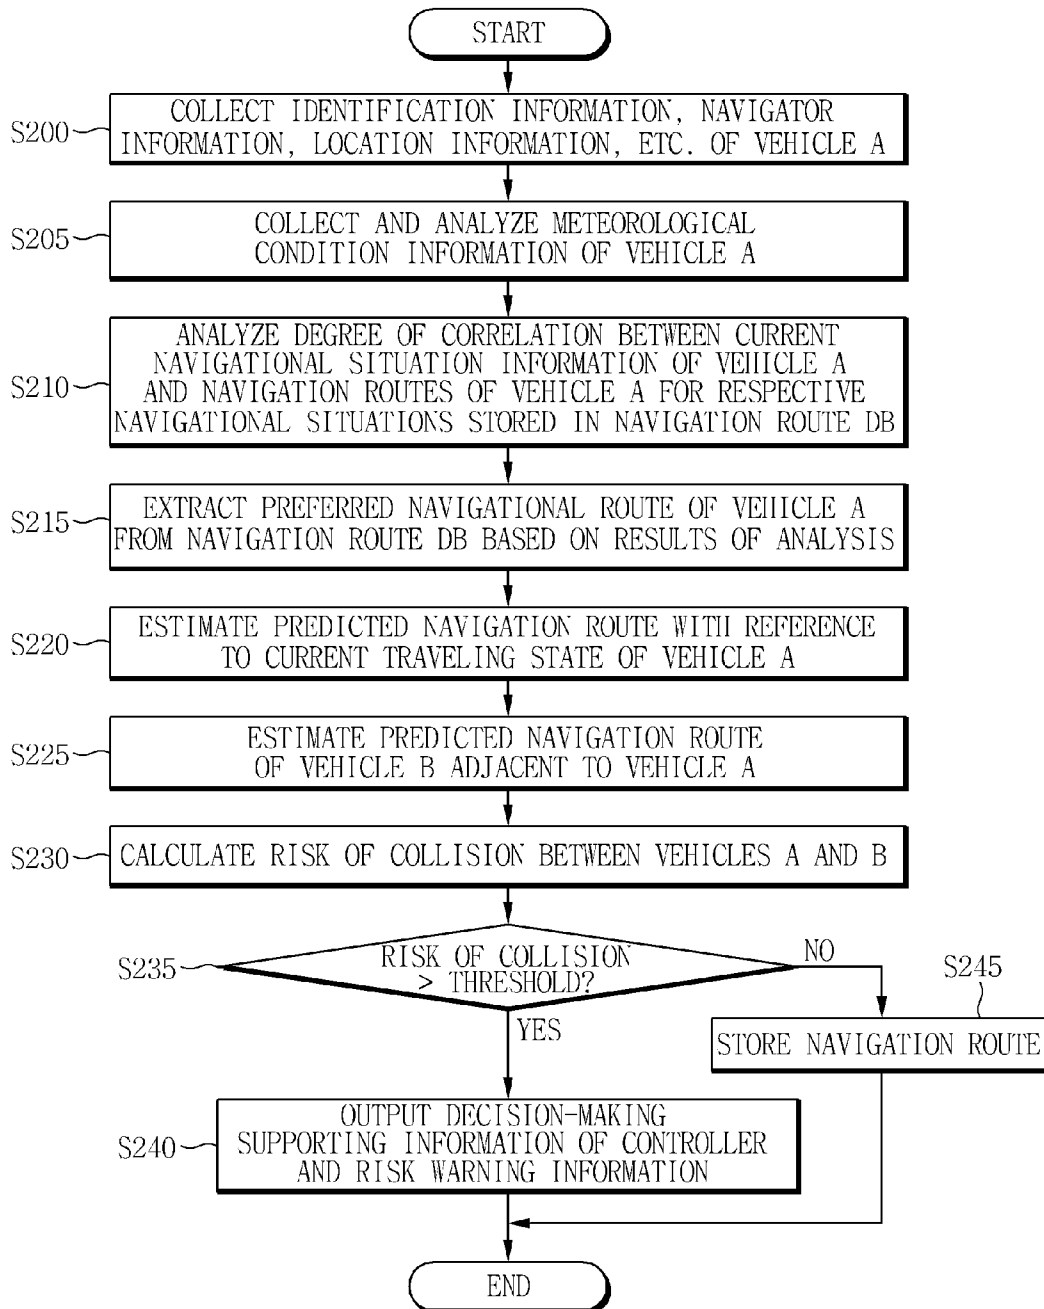 START
S200
COLLECT IDENTIFICATION INFORMATION, NAVIGATOR
INFORMATION, LOCATION INFORMATION, ETC. OF VEHICLE A
S205
COLLECT AND ANALYZE METEOROLOGICAL
CONDITION INFORMATION OF VEHICLE A
S210
ANALYZE DEGREE OF CORRELATION BETWEEN CURRENT
NAVIGATIONAL SITUATION INFORMATION OF VEHICLE A
AND NAVIGATION ROUTES OF VEHICLE A FOR RESPECTIVE
NAVIGATIONAL SITUATIONS STORED IN NAVIGATION ROUTE DB
S215
EXTRACT PREFERRED NAVIGATIONAL ROUTE OF VEHICLE A
FROM NAVIGATION ROUTE DB BASED ON RESULTS OF ANALYSIS
S220
ESTIMATE PREDICTED NAVIGATION ROUTE WITH REFERENCE
TO CURRENT TRAVELING STATE OF VEHICLE A
S225
ESTIMATE PREDICTED NAVIGATION ROUTE
OF VEHICLE B ADJACENT TO VEHICLE A
S230
CALCULATE RISK OF COLLISION BETWEEN VEHICLES A AND B
S235
RISK OF COLLISION
> THRESHOLD?
NO
S245
YES
STORE NAVIGATION ROUTE
S240
OUTPUT DECISION-MAKING
SUPPORTING INFORMATION OF CONTROLLER
AND RISK WARNING INFORMATION
END